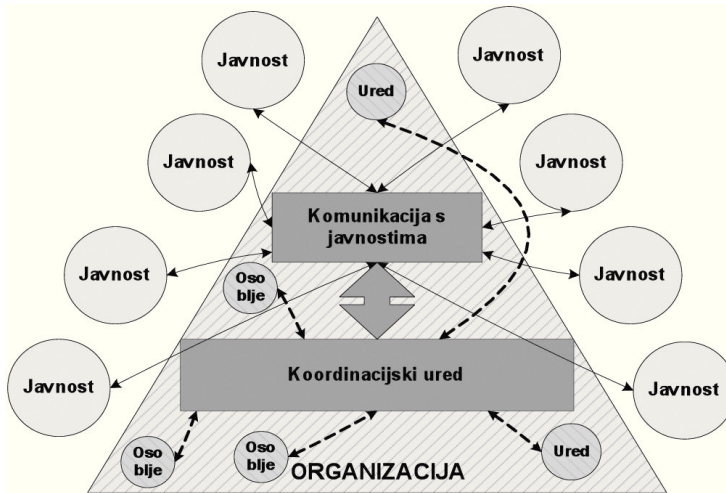 Javnost
Javnost
Ured
Javnost
Javnost
Komunikacija s
javnostima
Javnost
Javnost
Oso
blje
Javnost
Koordinacijski ured
Javnost
Oso
blje
Oso
blje
Ured
ORGANIZACIJA